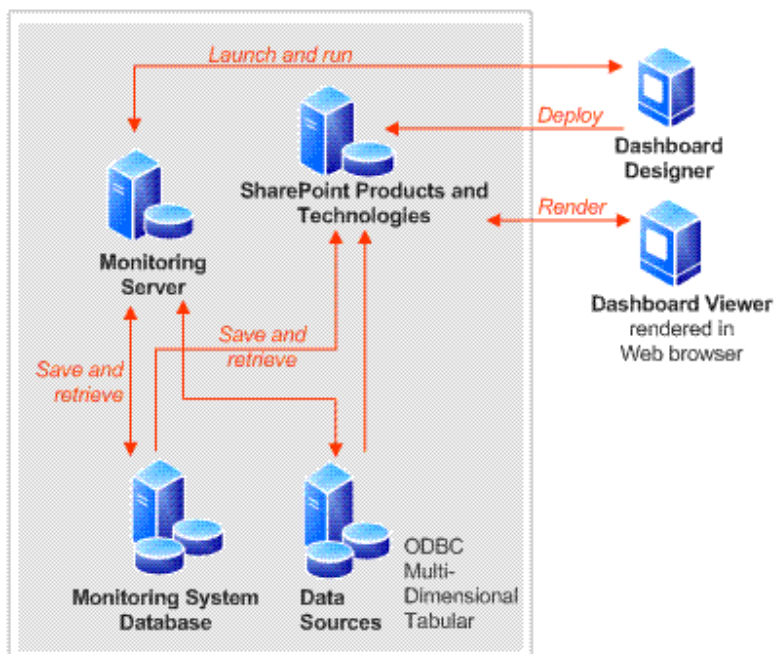 Launch and run
Deploy
Dashboard
Designer
SharePoint Products and
Technologies
Render
Monitoring
Server
Dashboard Viewer
rendered in
Web browser
Save and
retrieve
Save and
retrieve
ODBC
Multi-
Dimensional
Tabular
Monitoring System
Database
Data
Sources